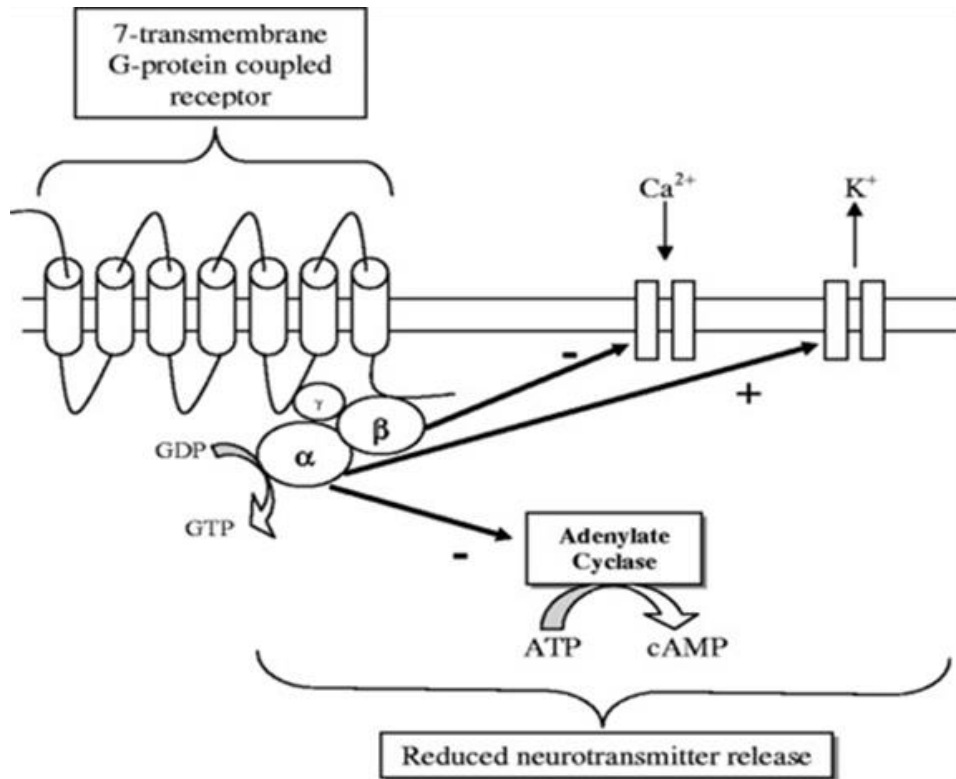 7-transmembrane
G-protein coupled
receptor
Ca²⁺
K⁺
-
+
γ
β
α
GDP
GTP
-
Adenylate
Cyclase
ATP
cAMP
Reduced neurotransmitter release